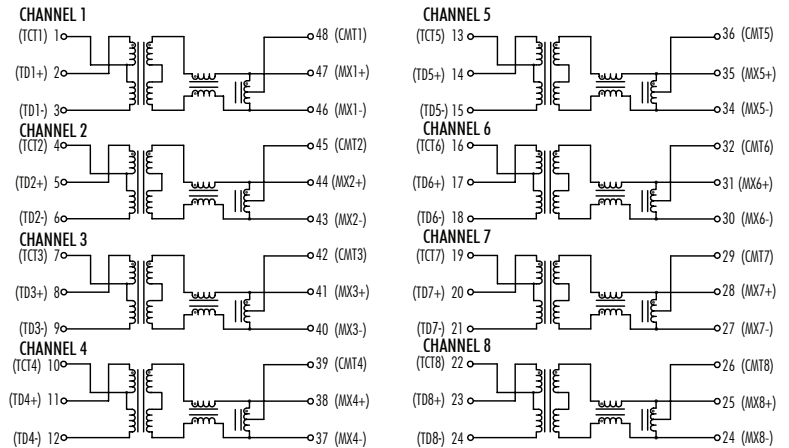 CHANNEL 1
(TCT1) 1 48 (CMT1)
(TD1+) 2 47 (MX1+)
(TD1-) 3 46 (MX1-)
CHANNEL 2
(TCT2) 4 45 (CMT2)
(TD2+) 5 44 (MX2+)
(TD2-) 6 43 (MX2-)
CHANNEL 3
(TCT3) 7 42 (CMT3)
(TD3+) 8 41 (MX3+)
(TD3-) 9 40 (MX3-)
CHANNEL 4
(TCT4) 10 39 (CMT4)
(TD4+) 11 38 (MX4+)
(TD4-) 12 37 (MX4-)
CHANNEL 5
(TCT5) 13 36 (CMT5)
(TD5+) 14 35 (MX5+)
(TD5-) 15 34 (MX5-)
CHANNEL 6
(TCT6) 16 32 (CMT6)
(TD6+) 17 31 (MX6+)
(TD6-) 18 30 (MX6-)
CHANNEL 7
(TCT7) 19 29 (CMT7)
(TD7+) 20 28 (MX7+)
(TD7-) 21 27 (MX7-)
CHANNEL 8
(TCT8) 22 26 (CMT8)
(TD8+) 23 25 (MX8+)
(TD8-) 24 24 (MX8-)